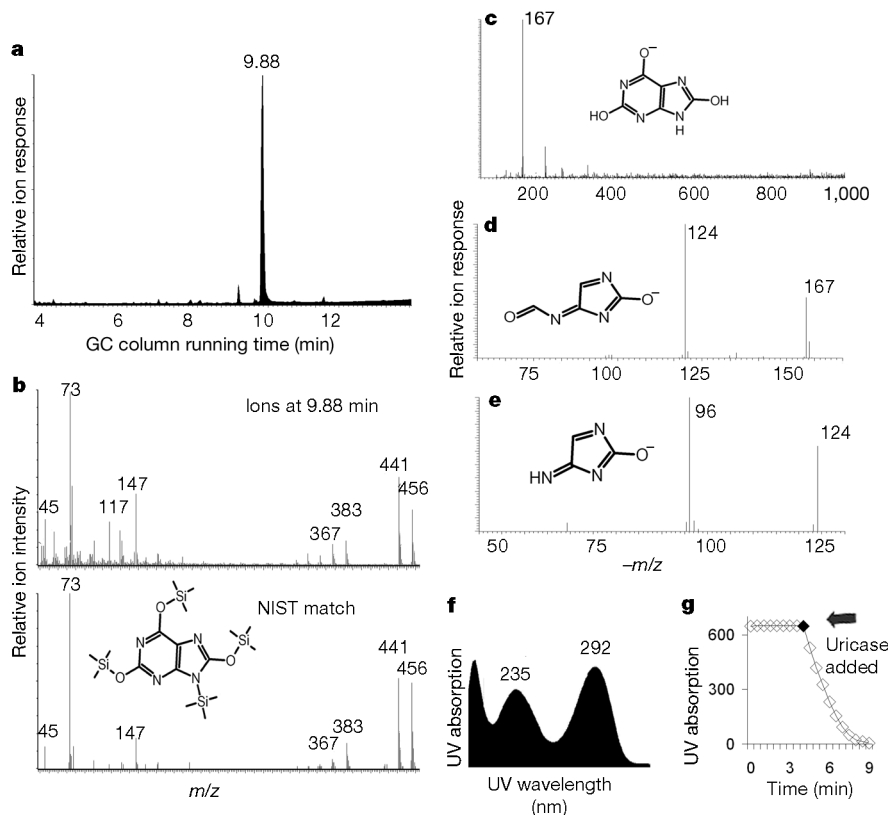 a
9.88
Relative ion response
4 6 8 10 12
GC column running time (min)
b
73
Ions at 9.88 min
45
117
147
367
383
441
456
Relative ion intensity
73
NIST match
Si
O
N
N
Si
O
N
N
O
Si
Si
45
147
367
383
441
456
m/z
c
167
O−
N
N
HO
N
N
H
OH
200 400 600 800 1,000
d
124
167
O
N
N
N
O−
Relative ion response
75 100 125 150
e
96
124
HN
N
N
O−
50 75 100 125
–m/z
f
235
292
UV absorption
UV wavelength
(nm)
g
600
300
0
Uricase
added
UV absorption
0 3 6 9
Time (min)